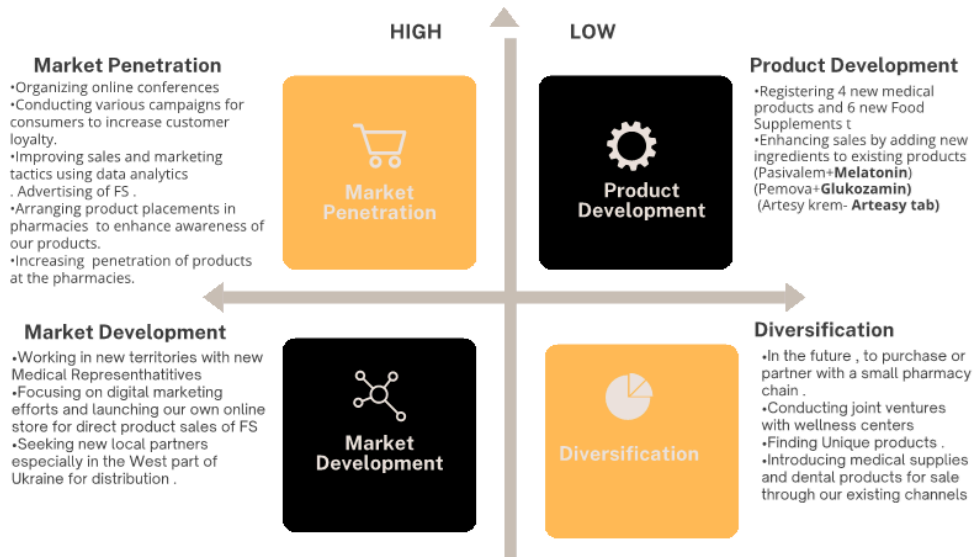 HIGH
LOW
Market Penetration
•Organizing online conferences
•Conducting various campaigns for
consumers to increase customer
loyalty.
•Improving sales and marketing
tactics using data analytics
. Advertising of FS .
•Arranging product placements in
pharmacies to enhance awareness of
our products.
•Increasing penetration of products
at the pharmacies.
Market
Penetration
Product
Development
Product Development
•Registering 4 new medical
products and 6 new Food
Supplements t
•Enhancing sales by adding new
ingredients to existing products
(Pasivalem+Melatonin)
(Pemova+Glukozamin)
(Artesy krem- Arteasy tab)
Market Development
•Working in new territories with new
Medical Representhatitives
•Focusing on digital marketing
efforts and launching our own online
store for direct product sales of FS
•Seeking new local partners
especially in the West part of
Ukraine for distribution .
Market
Development
Diversification
Diversification
•In the future , to purchase or
partner with a small pharmacy
chain .
•Conducting joint ventures
with wellness centers
•Finding Unique products .
•Introducing medical supplies
and dental products for sale
through our existing channels